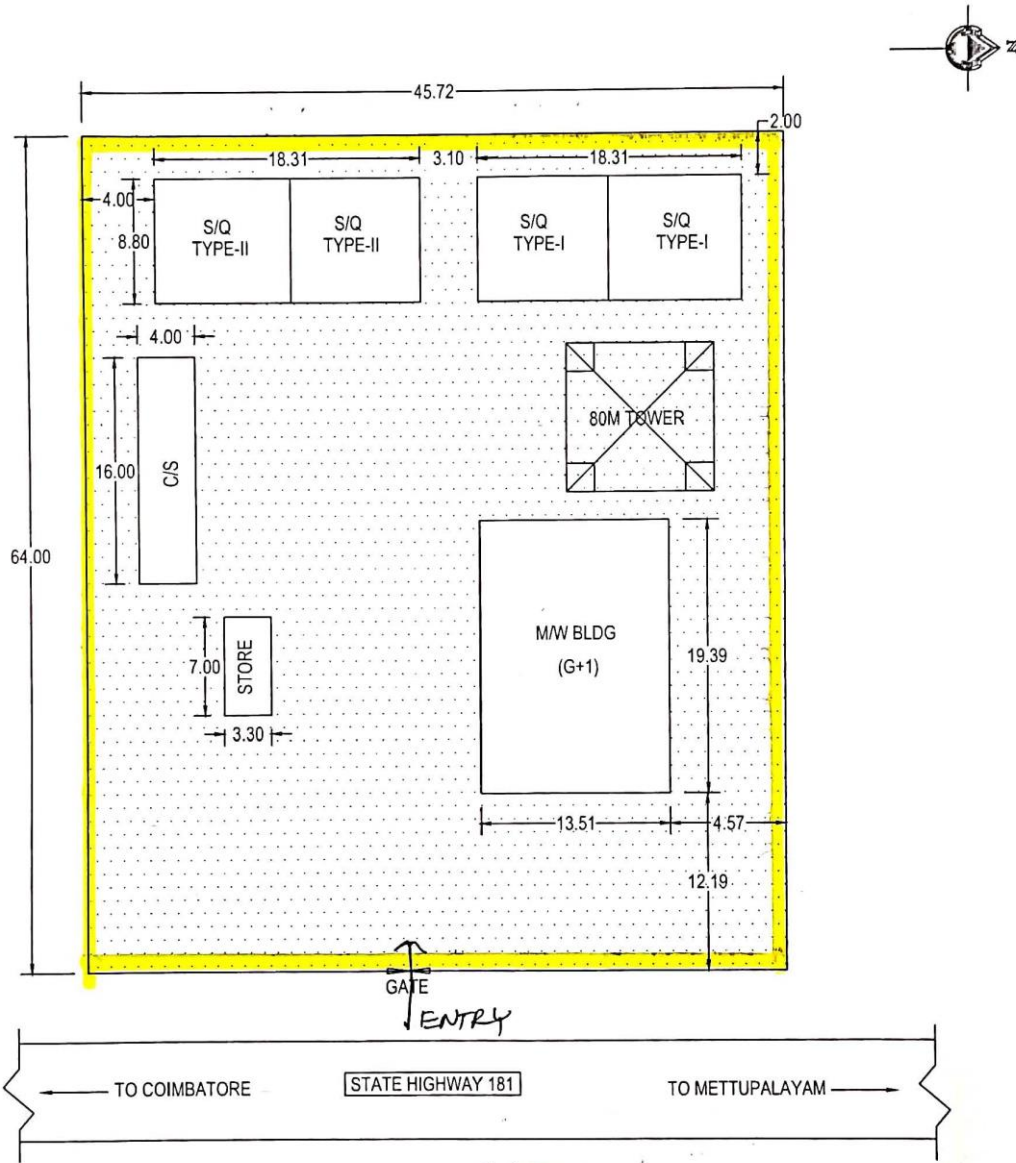 N
45.72
2.00
18.31
3.10
18.31
4.00
8.80
S/Q
TYPE-II
S/Q
TYPE-II
S/Q
TYPE-I
S/Q
TYPE-I
4.00
80M TOWER
16.00
C/S
64.00
M/W BLDG
(G+1)
19.39
7.00
STORE
3.30
13.51
4.57
12.19
GATE
ENTRY
TO COIMBATORE
STATE HIGHWAY 181
TO METTUPALAYAM